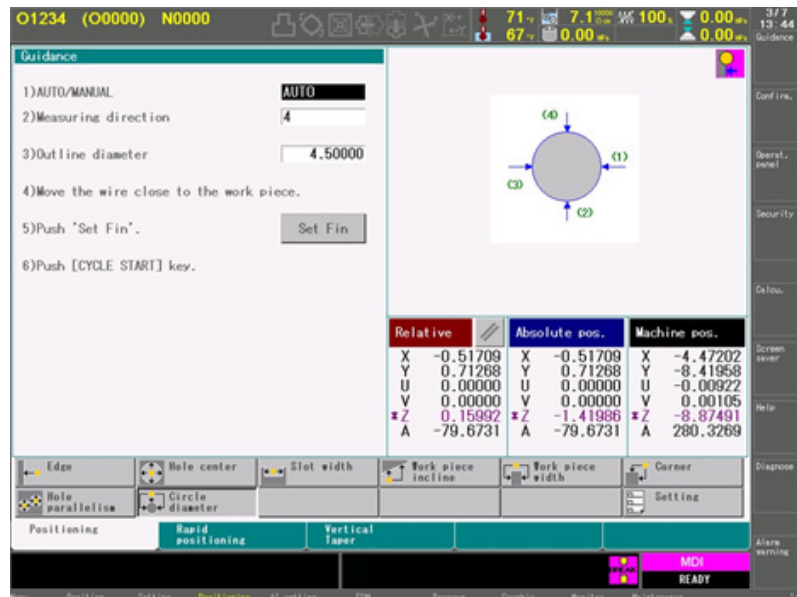 O1234 (O0000) N0000
71 7.1 100 0.00
67 0.00 0.00
3/7
13:44
Guidance
Guidance
1)AUTO/MANUAL AUTO
2)Measuring direction 4
3)Outline diameter 4.50000
4)Move the wire close to the work piece.
5)Push 'Set Fin'. Set Fin
6)Push [CYCLE START] key.
(4)
(1)
(3)
(2)
Confirm.
Operat.
panel
Security
Calcu.
Screen
saver
Help
Diagnose
Alarm
warning
Relative Absolute pos. Machine pos.
X -0.51709 X -0.51709 X -4.47202
Y 0.71268 Y 0.71268 Y -8.41958
U 0.00000 U 0.00000 U -0.00922
V 0.00000 V 0.00000 V 0.00105
Z 0.15992 Z -1.41986 Z -8.87491
A -79.6731 A -79.6731 A 280.3269
Edge Hole center Slot width Work piece incline Work piece width Corner
Hole parallelism Circle diameter Setting
Positioning Rapid positioning Vertical Taper
BREAK MDI
READY